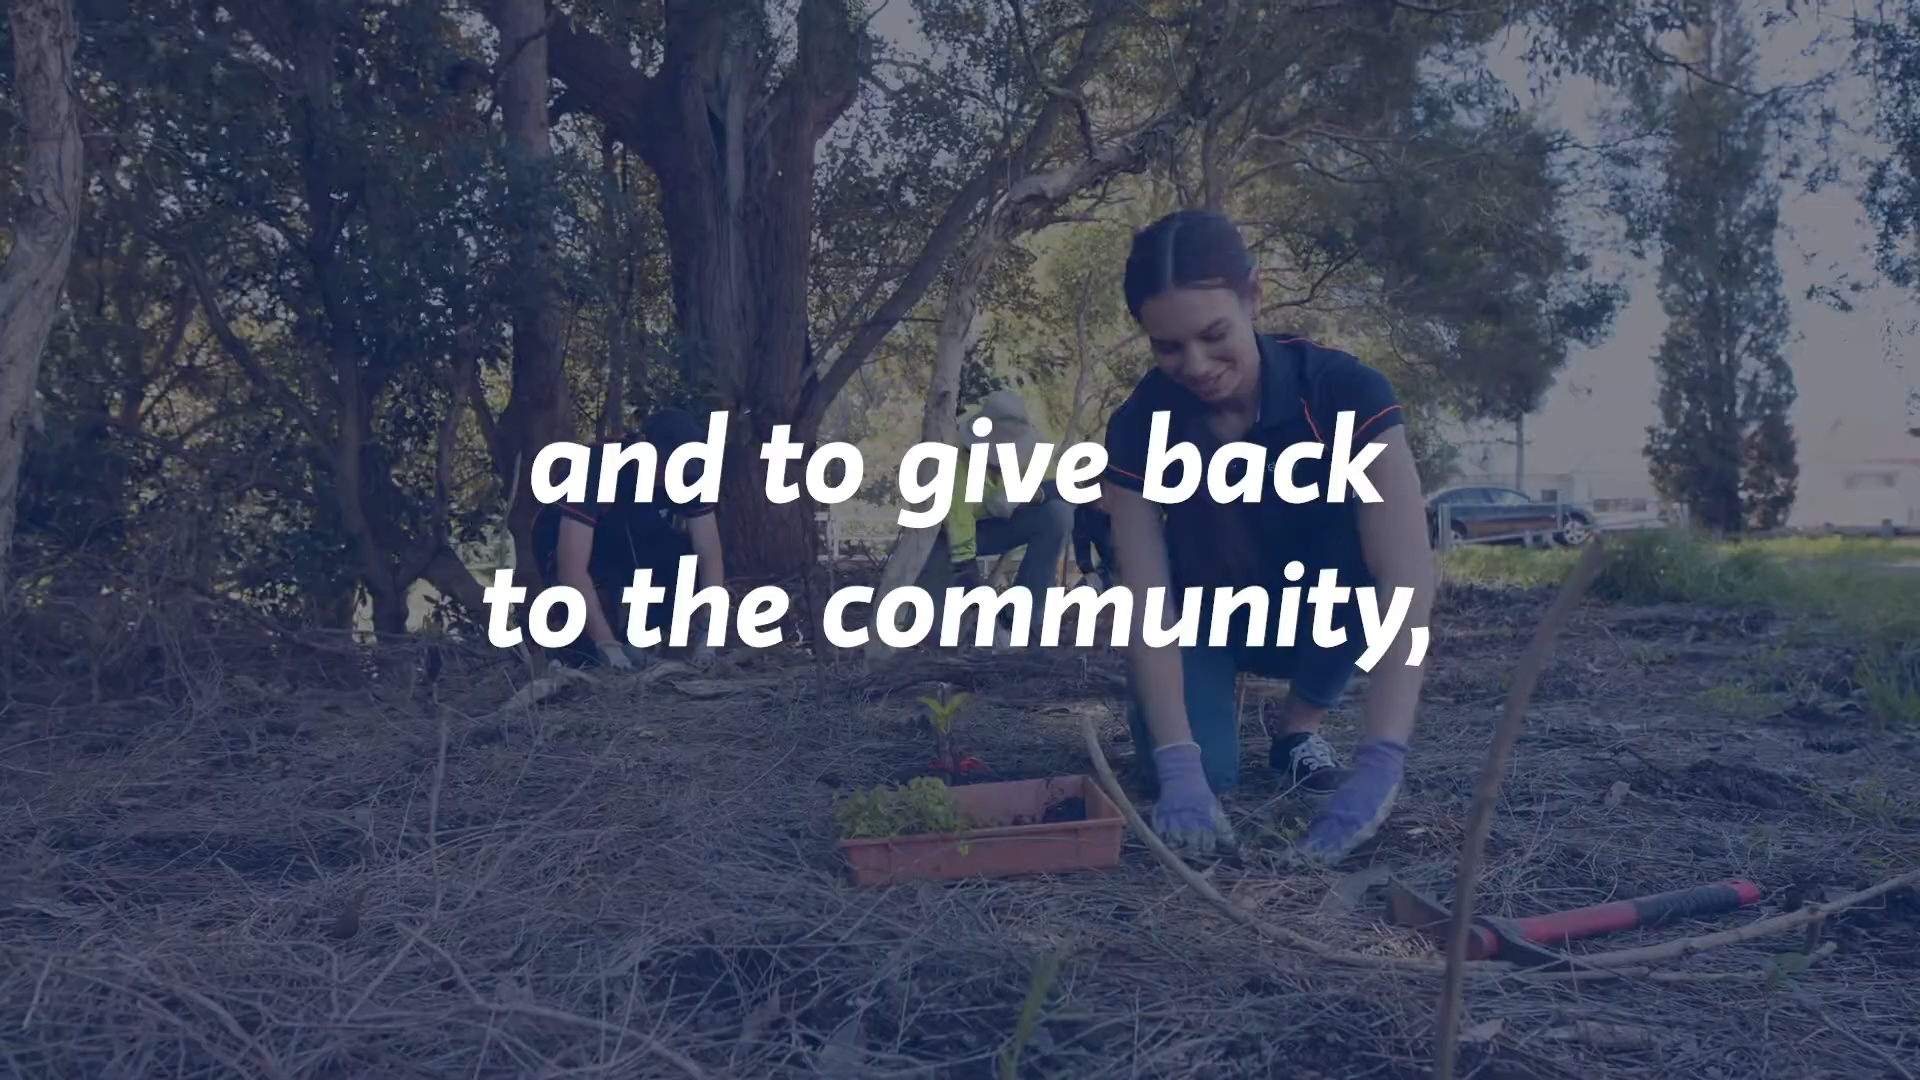 and to give back
to the community,